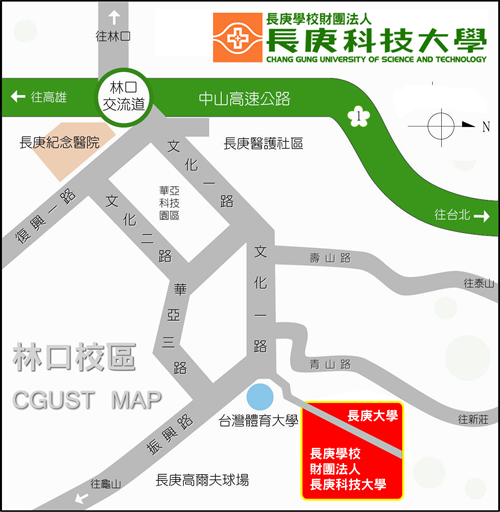 長庚學校財團法人
長庚科技大學
CHANG GUNG UNIVERSITY OF SCIENCE AND TECHNOLOGY
往林口
林口
交流道
往高雄
中山高速公路
1
N
長庚紀念醫院
長庚醫護社區
文化一路
華亞
科技
園區
往台北
復興一路
文化二路
文化一路
壽山路
往泰山
華亞三路
林口校區
CGUST MAP
青山路
往新莊
振興路
台灣體育大學
長庚大學
長庚學校
財團法人
長庚科技大學
長庚高爾夫球場
往龜山